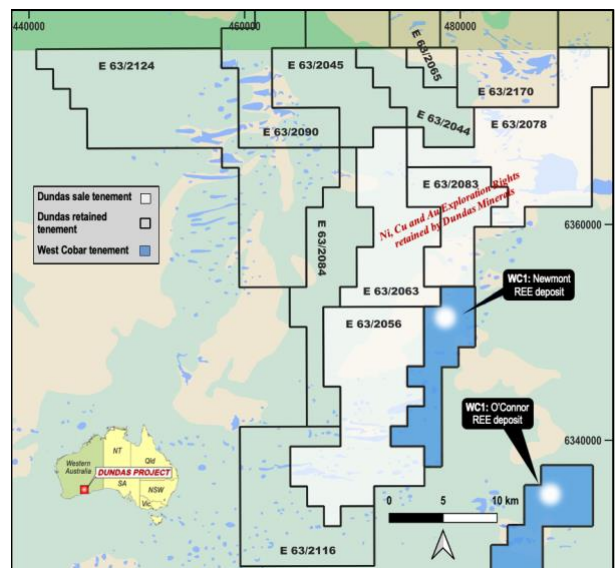 440000
460000
480000
E 63/2124
E 63/2045
E 63/2065
E 63/2170
E 63/2090
E 63/2044
E 63/2078
E 63/2083
Ni, Cu and Au Exploration Rights
retained by Dundas Minerals
Dundas sale tenement
Dundas retained
tenement
West Cobar tenement
6360000
E 63/2084
E 63/2063
WC1: Newmont
REE deposit
E 63/2056
WC1: O'Connor
REE deposit
6340000
NT
Qld
Western
Australia
DUNDAS PROJECT
SA
NSW
Vic
0 5 10 km
E 63/2116